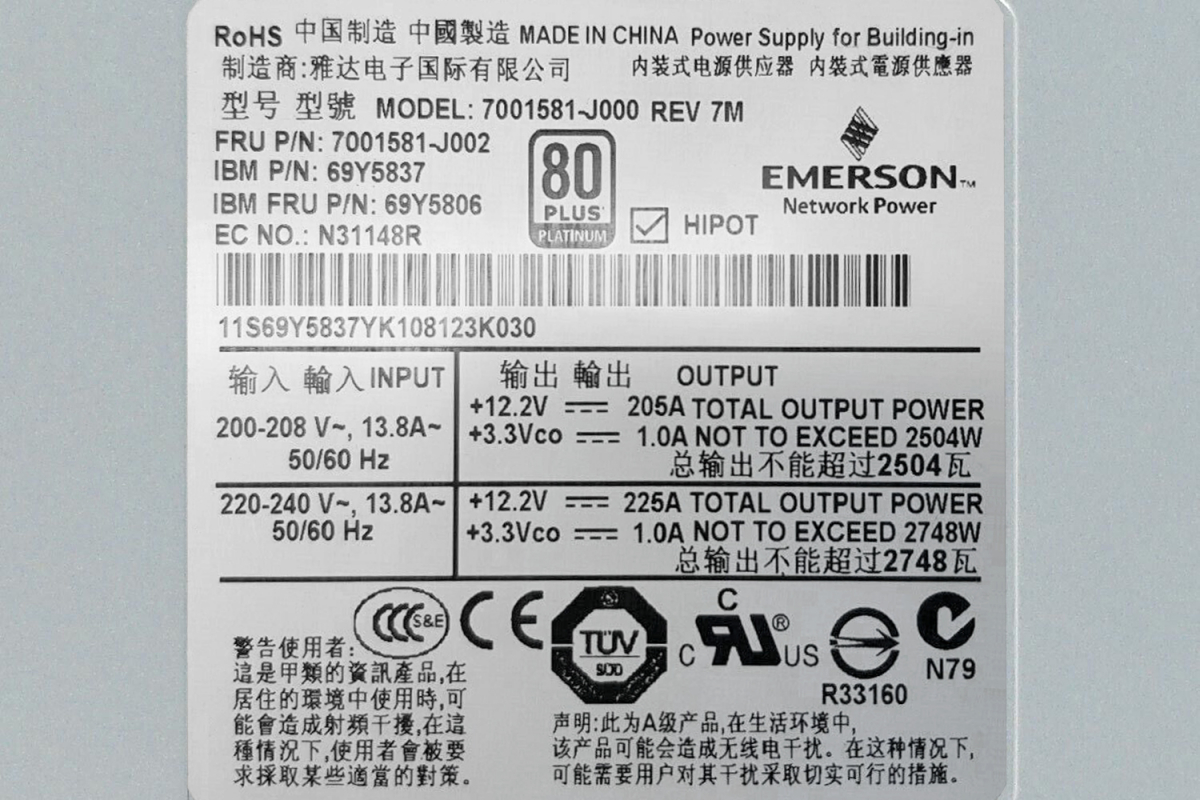 RoHS 中国制造 中國製造 MADE IN CHINA Power Supply for Building-in
制造商:雅达电子国际有限公司 内装式电源供应器 內裝式電源供應器
型号 型號 MODEL: 7001581-J000 REV 7M
FRU P/N: 7001581-J002
IBM P/N: 69Y5837
IBM FRU P/N: 69Y5806
EC NO.: N31148R
80
PLUS
PLATINUM
HIPOT
EMERSON™
Network Power
11S69Y5837YK108123K030
输入 輸入 INPUT
200-208 V~, 13.8A~
50/60 Hz
输出 輸出 OUTPUT
+12.2V ⎓ 205A TOTAL OUTPUT POWER
+3.3Vco ⎓ 1.0A NOT TO EXCEED 2504W
总输出不能超过2504瓦
220-240 V~, 13.8A~
50/60 Hz
+12.2V ⎓ 225A TOTAL OUTPUT POWER
+3.3Vco ⎓ 1.0A NOT TO EXCEED 2748W
总输出不能超过2748瓦
CCC S&E
CE
TÜV
SÜD
C RU® US
C
R33160
N79
警告使用者:
這是甲類的資訊產品,在
居住的環境中使用時,可
能會造成射頻干擾,在這
種情況下,使用者會被要
求採取某些適當的對策。
声明:此为A级产品,在生活环境中,
该产品可能会造成无线电干扰。在这种情况下,
可能需要用户对其干扰采取切实可行的措施。